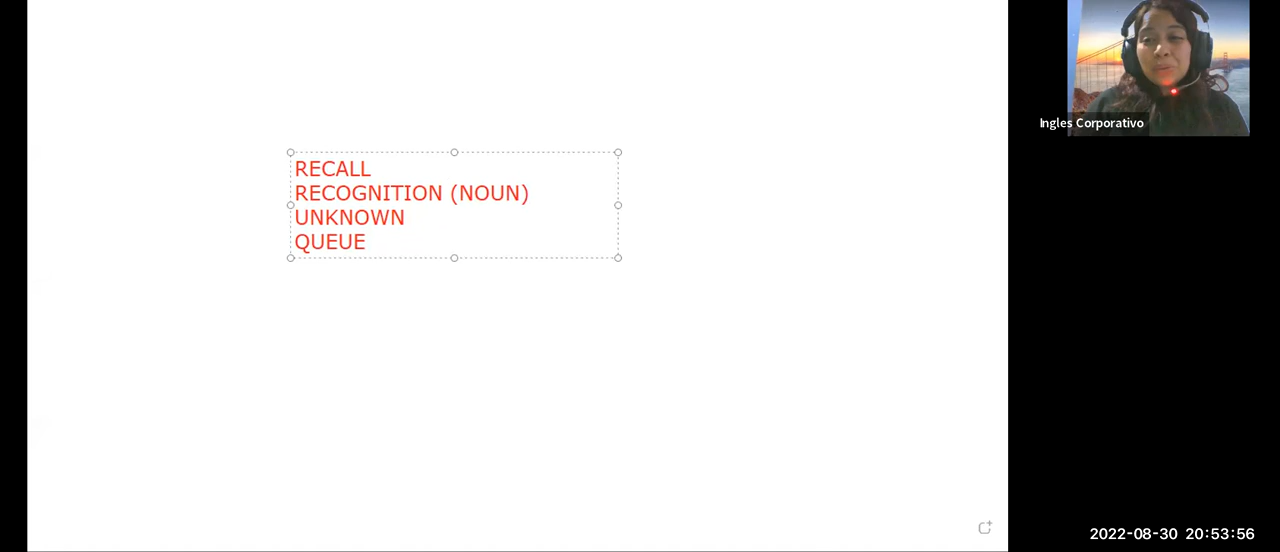 RECALL
RECOGNITION (NOUN)
UNKNOWN
QUEUE
Ingles Corporativo
2022-08-30 20:53:56